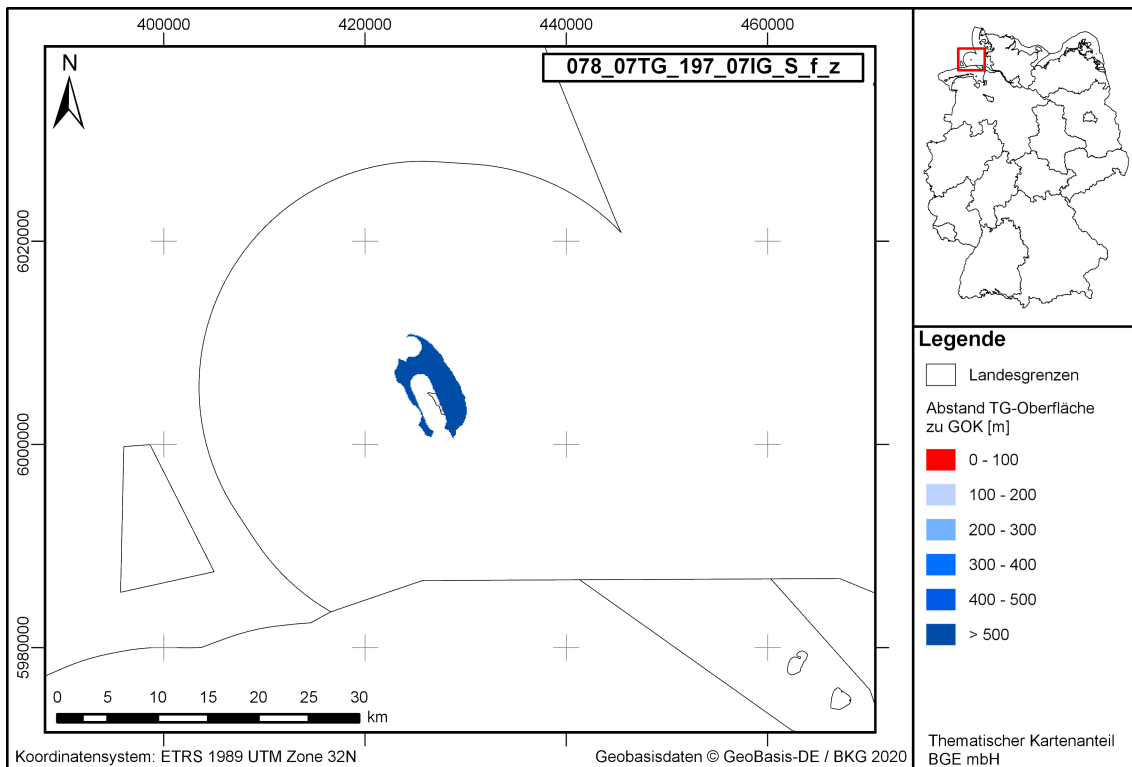 400000
420000
440000
460000
078_07TG_197_07IG_S_f_z
N
6020000
6000000
5980000
0 5 10 15 20 25 30
km
Koordinatensystem: ETRS 1989 UTM Zone 32N
Geobasisdaten © GeoBasis-DE / BKG 2020
Legende
Landesgrenzen
Abstand TG-Oberfläche
zu GOK [m]
0 - 100
100 - 200
200 - 300
300 - 400
400 - 500
> 500
Thematischer Kartenanteil
BGE mbH